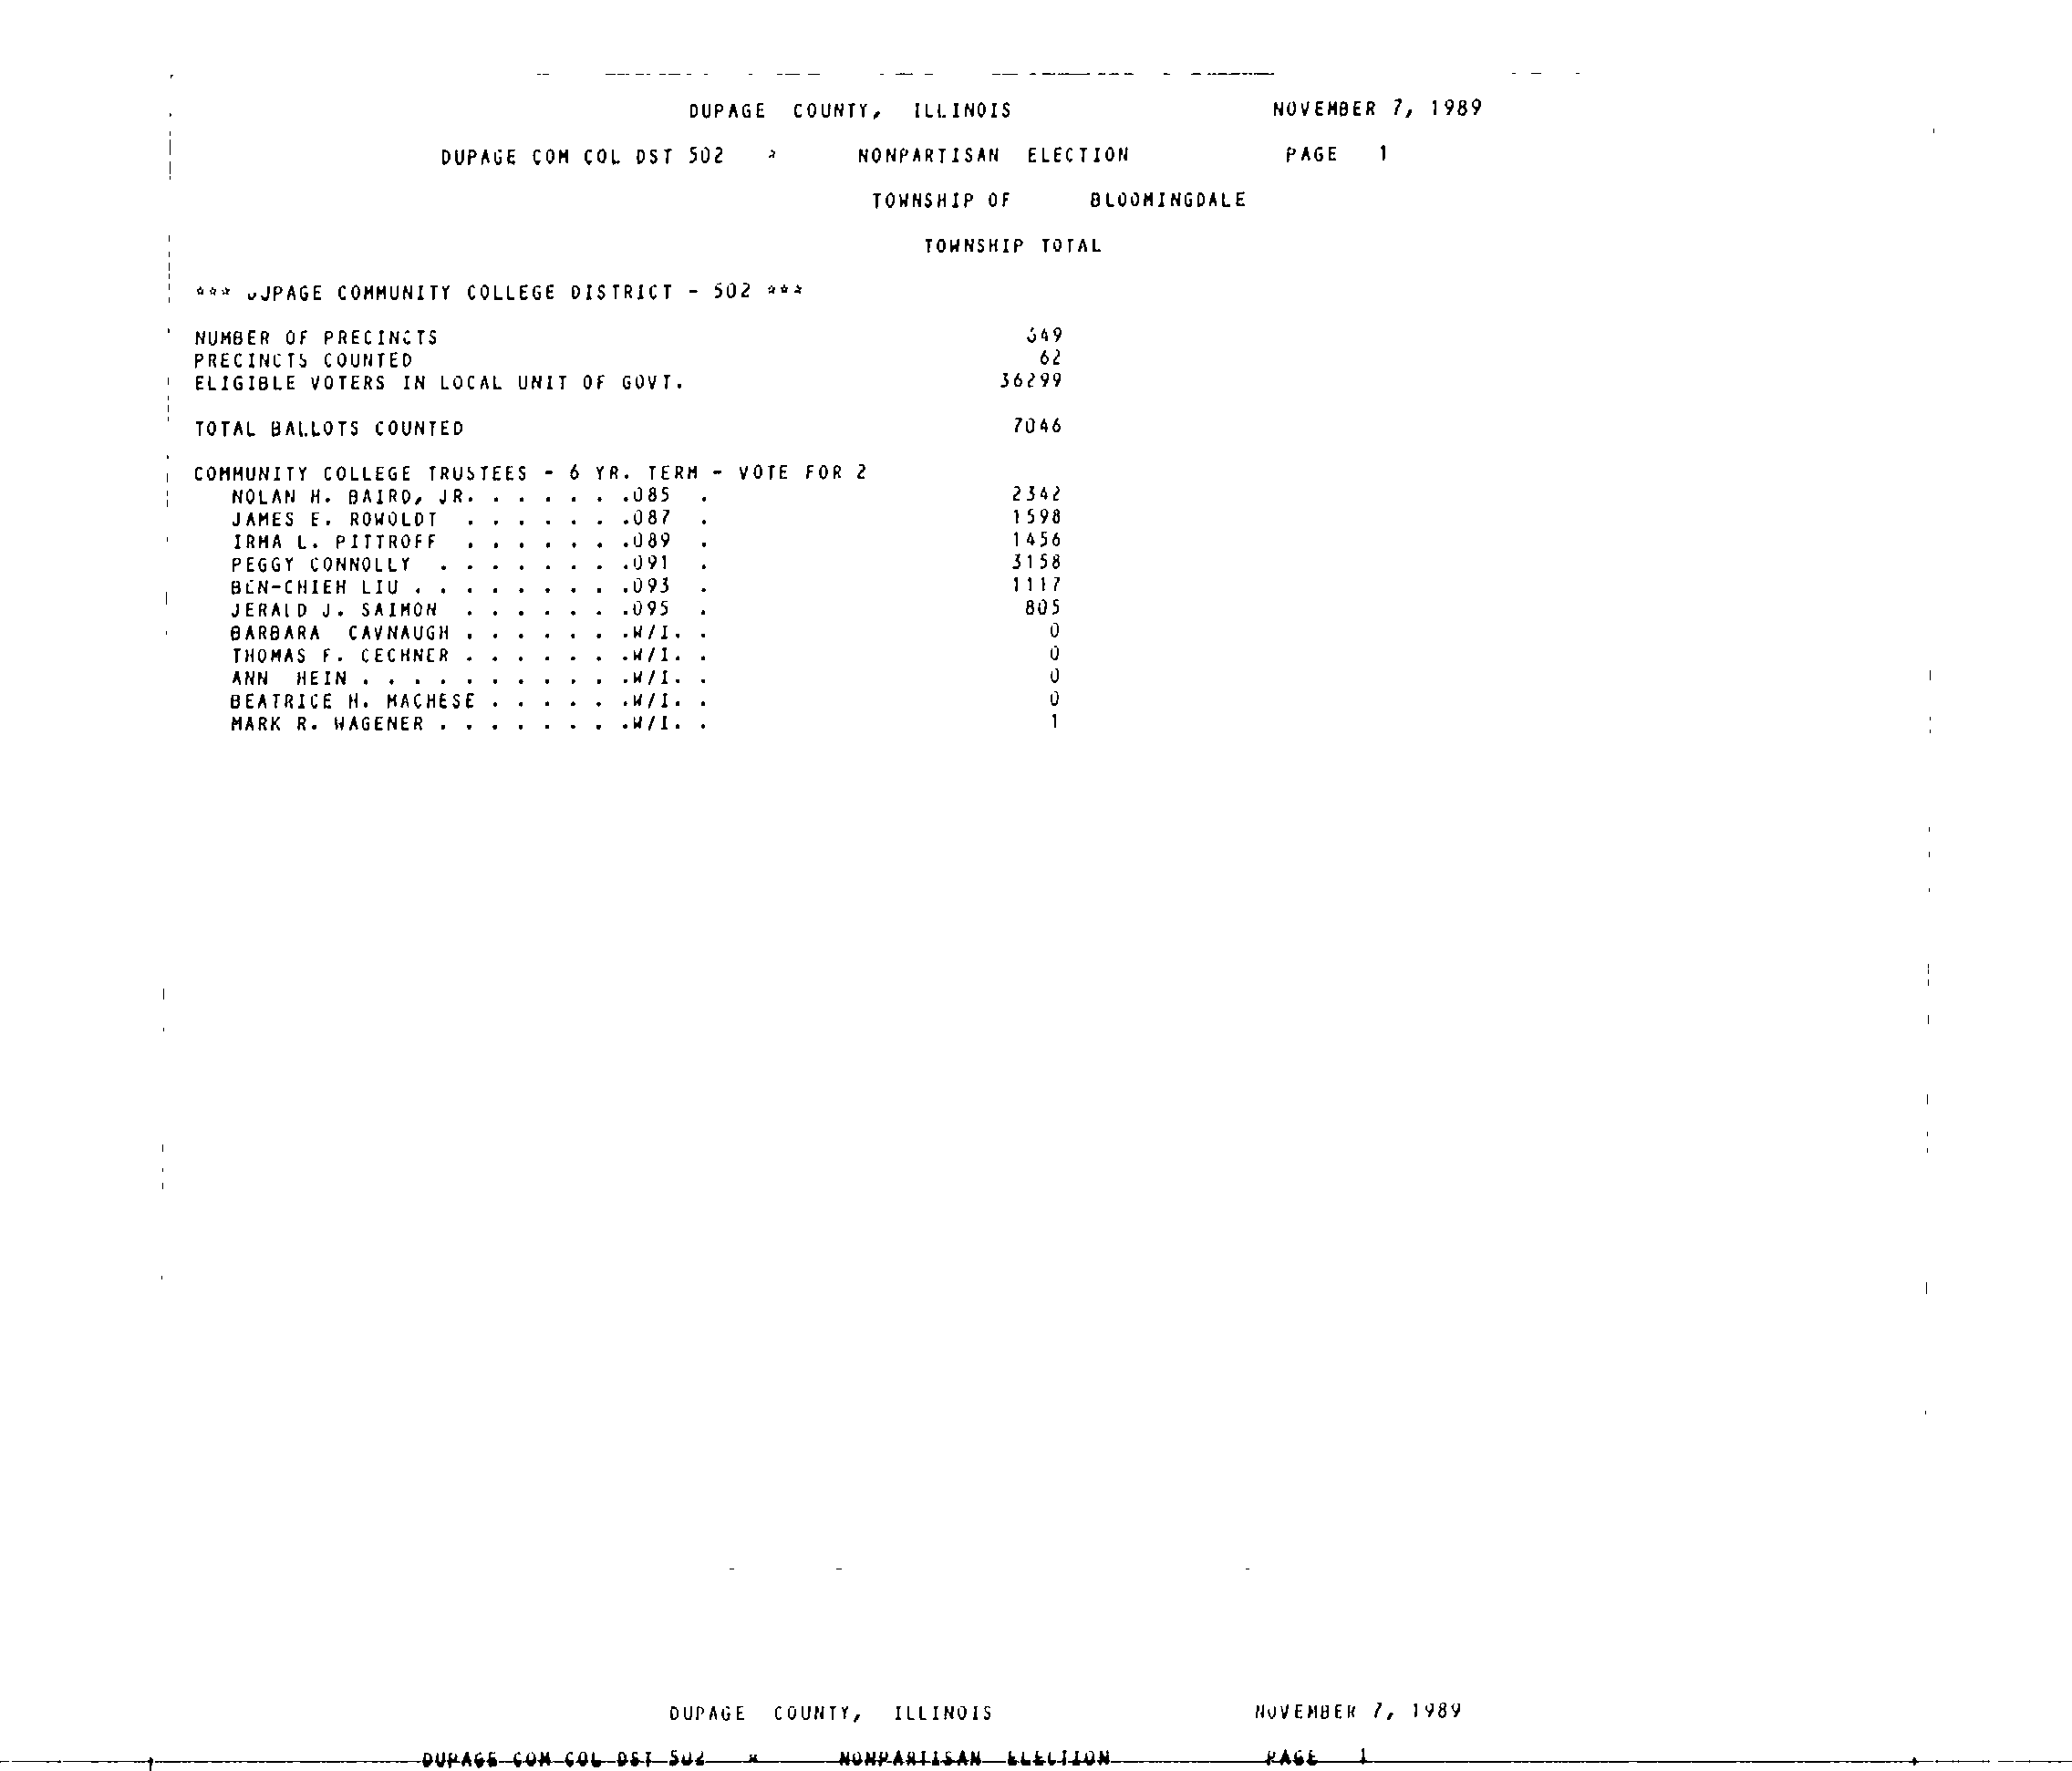 DUPAGE COUNTY, ILLINOIS NOVEMBER 7, 1989
DUPAGE COM COL DST 502 * NONPARTISAN ELECTION PAGE 1
TOWNSHIP OF BLOOMINGDALE
TOWNSHIP TOTAL
*** DUPAGE COMMUNITY COLLEGE DISTRICT - 502 ***
NUMBER OF PRECINCTS
PRECINCTS COUNTED 62
ELIGIBLE VOTERS IN LOCAL UNIT OF GOVT. 36299
TOTAL BALLOTS COUNTED 7046
COMMUNITY COLLEGE TRUSTEES - 6 YR. TERM - VOTE FOR 2
NOLAN H. BAIRD, JR. . . . . . .085 . 2342
JAMES E. ROWOLDT . . . . . . .087 . 1598
IRMA L. PITTROFF . . . . . . .089 . 1456
PEGGY CONNOLLY . . . . . . . .091 . 3158
BEN-CHIEH LIU . . . . . . . . .093 . 1117
JERALD J. SAIMON . . . . . . .095 . 805
BARBARA CAVNAUGH . . . . . . .W/I. . 0
THOMAS F. CECHNER . . . . . . .W/I. . 0
ANN HEIN . . . . . . . . . . .W/I. . 0
BEATRICE H. MACHESE . . . . . .W/I. . 0
MARK R. WAGENER . . . . . . . .W/I. . 1
DUPAGE COUNTY, ILLINOIS NOVEMBER 7, 1989
DUPAGE COM COL DST 502 * NONPARTISAN ELECTION PAGE 1